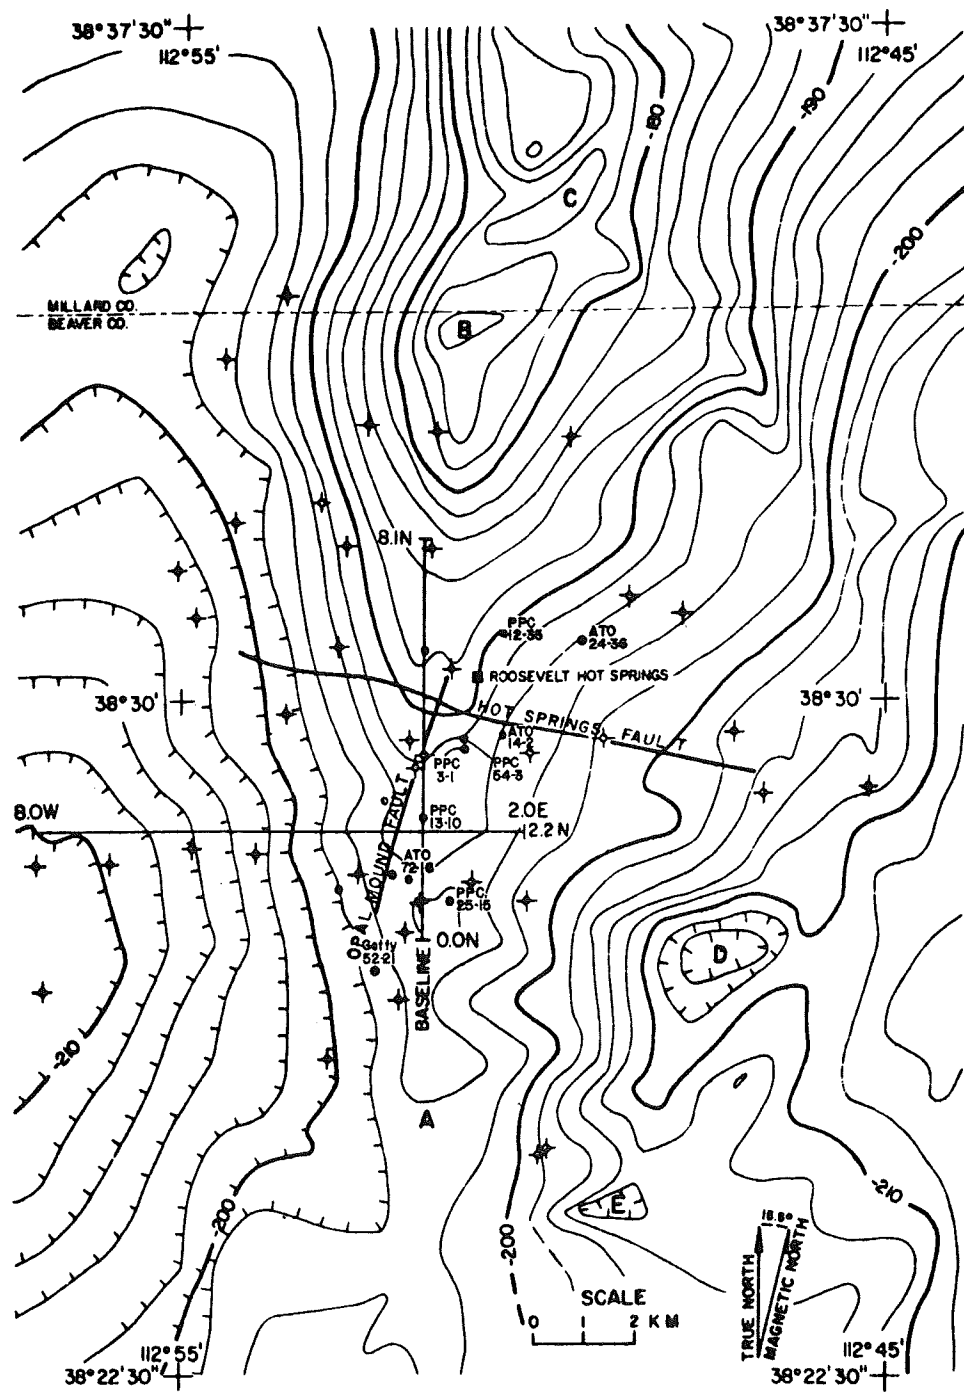 38° 37' 30"
112° 55'
38° 37' 30"
112° 45'
-180
-190
C
-200
MILLARD CO.
BEAVER CO.
B
8.1N
PPC
12-35
ATO
24-36
ROOSEVELT HOT SPRINGS
38° 30'
38° 30'
HOT SPRINGS FAULT
ATO
14-2
PPC
3-1
PPC
54-3
8.0W
PPC
13-10
2.0E
2.2N
OPAL MOUND FAULT
ATO
PPC
25-15
0.0N
Getty
52-21
BASELINE
D
-210
A
-210
E
-200
-200
18.8°
TRUE NORTH
MAGNETIC NORTH
SCALE
0 1 2 KM
112° 55'
38° 22' 30"
112° 45'
38° 22' 30"